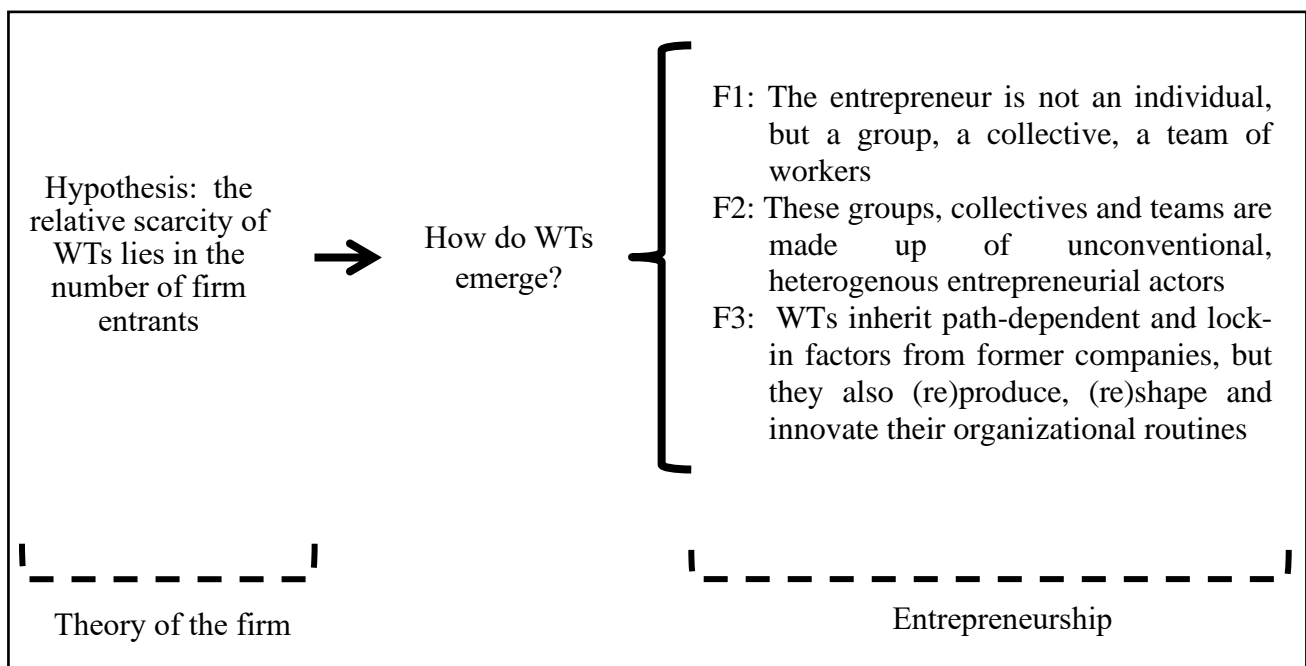 Hypothesis: the
relative scarcity of
WTs lies in the
number of firm
entrants
How do WTs
emerge?
F1: The entrepreneur is not an individual,
but a group, a collective, a team of
workers
F2: These groups, collectives and teams are
made up of unconventional,
heterogenous entrepreneurial actors
F3: WTs inherit path-dependent and lock-
in factors from former companies, but
they also (re)produce, (re)shape and
innovate their organizational routines
Theory of the firm
Entrepreneurship